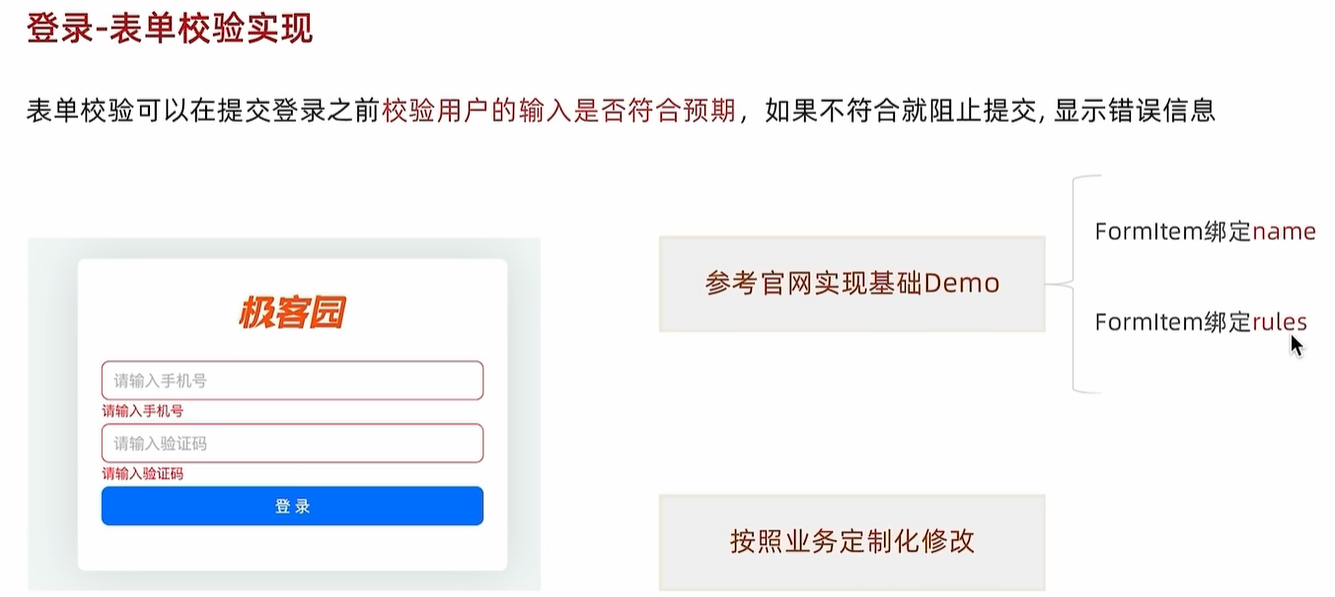 登录-表单校验实现
表单校验可以在提交登录之前校验用户的输入是否符合预期，如果不符合就阻止提交, 显示错误信息
极客园
请输入手机号
请输入手机号
请输入验证码
请输入验证码
登 录
参考官网实现基础Demo
FormItem绑定name
FormItem绑定rules
按照业务定制化修改